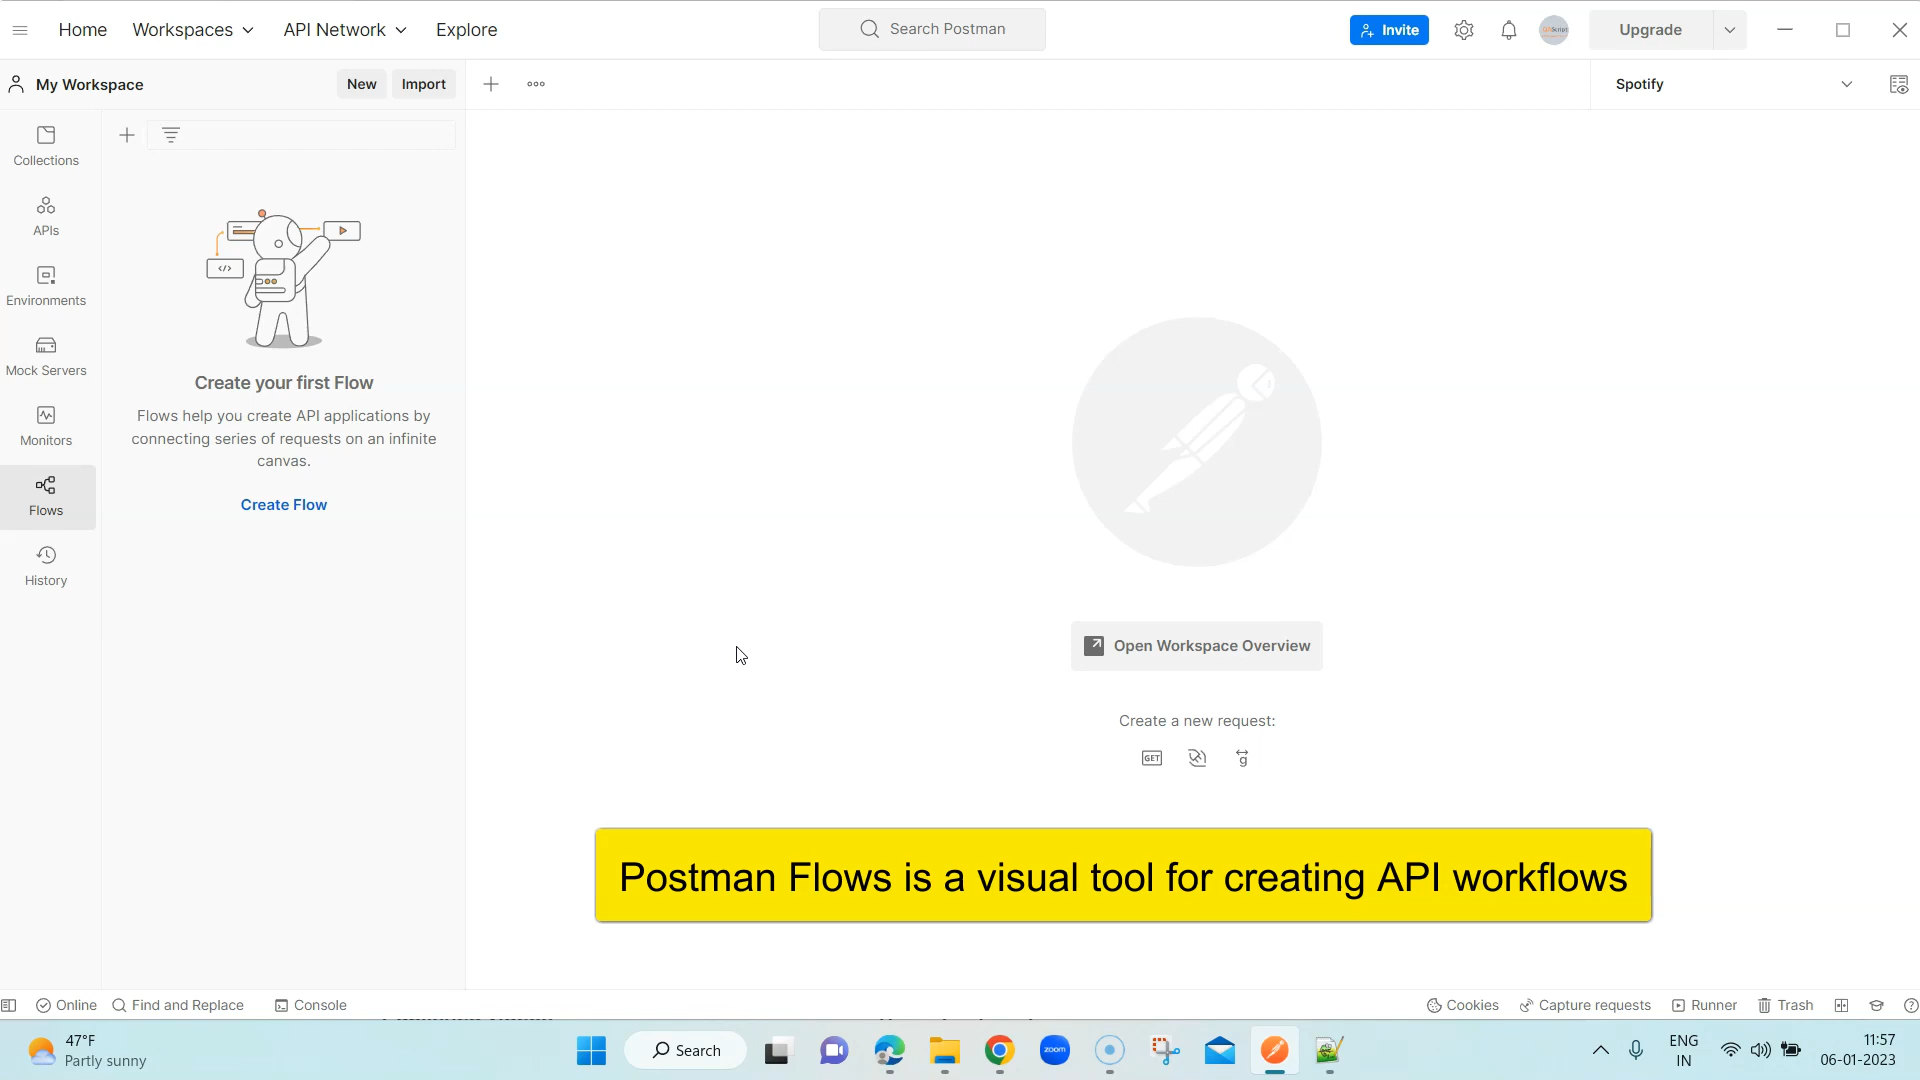 Home Workspaces API Network Explore
Search Postman
Invite
Upgrade
My Workspace New Import
Spotify
Collections
APIs
Environments
Mock Servers
Monitors
Flows
History
</>
Create your first Flow
Flows help you create API applications by
connecting series of requests on an infinite
canvas.
Create Flow
Open Workspace Overview
Create a new request:
GET
g
Postman Flows is a visual tool for creating API workflows
Online Find and Replace Console
Cookies Capture requests Runner Trash
47°F
Partly sunny
Search
zoom
ENG
IN
11:57
06-01-2023